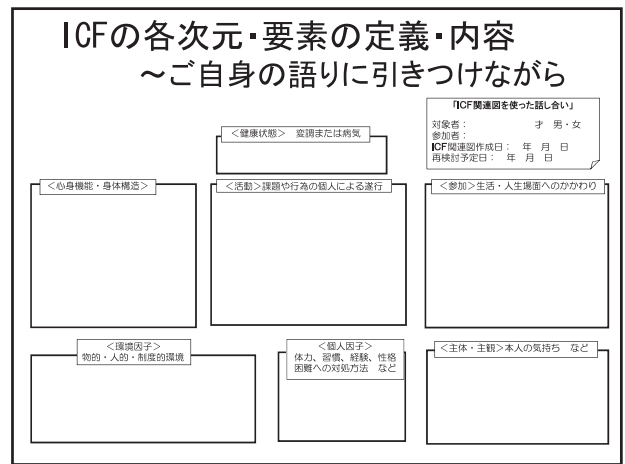 ICFの各次元・要素の定義・内容
～ご自身の語りに引きつけながら
「ICF関連図を使った話し合い」
対象者：　　　　　　才　男・女
参加者：
ICF関連図作成日：　年　月　日
再検討予定日：　年　月　日
＜健康状態＞　変調または病気
＜心身機能・身体構造＞
＜活動＞課題や行為の個人による遂行
＜参加＞生活・人生場面へのかかわり
＜環境因子＞
物的・人的・制度的環境
＜個人因子＞
体力、習慣、経験、性格
困難への対処方法　など
＜主体・主観＞本人の気持ち　など